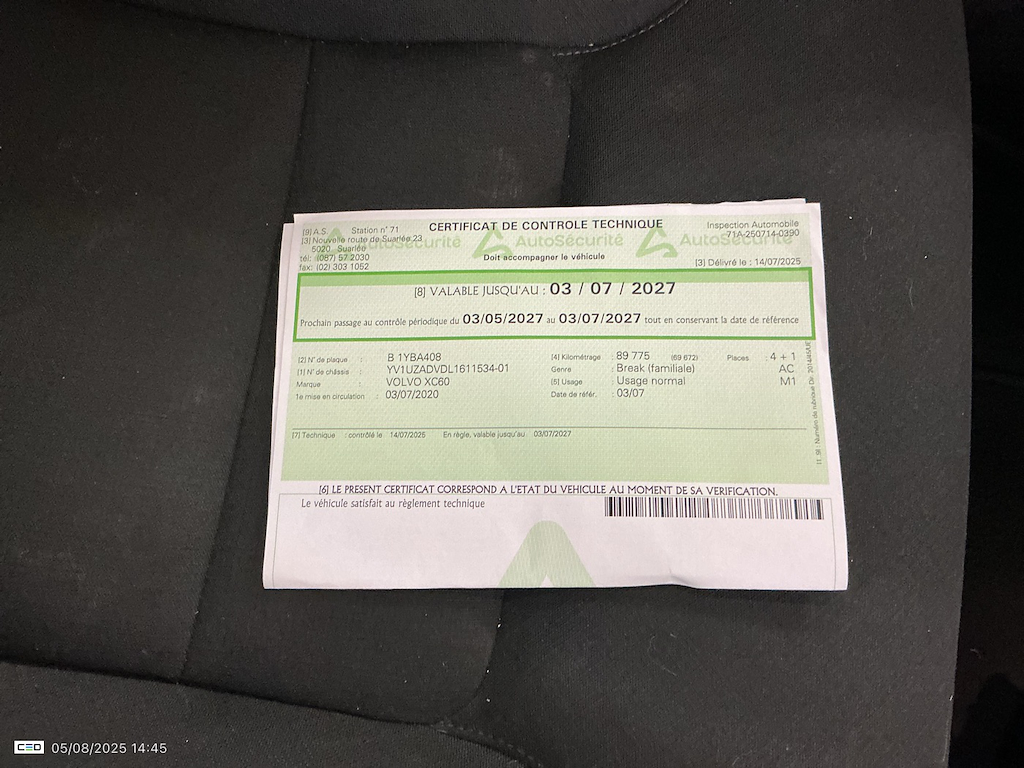 [9] A.S. Station n° 71
CERTIFICAT DE CONTROLE TECHNIQUE
Inspection Automobile
[3] Nouvelle route de Suarlée 23
71A-250714-0390
5020 Suarlée
AutoSécurité AutoSécurité AutoSécurité
tél: (087) 57 2030
Doit accompagner le véhicule
fax: (02) 303 1052
[3] Délivré le : 14/07/2025
[8] VALABLE JUSQU'AU : 03 / 07 / 2027
Prochain passage au contrôle périodique du 03/05/2027 au 03/07/2027 tout en conservant la date de référence
[2] N° de plaque : B 1YBA408
[4] Kilométrage : 89 775 (69 672) Places. : 4 + 1
[1] N° de châssis : YV1UZADVDL1611534-01
Genre : Break (familiale) AC
Marque : VOLVO XC60
[5] Usage : Usage normal M1
1e mise en circulation : 03/07/2020
Date de référ. : 03/07
[7] Technique : contrôlé le 14/07/2025 En règle, valable jusqu'au 03/07/2027
[6] LE PRESENT CERTIFICAT CORRESPOND A L'ETAT DU VEHICULE AU MOMENT DE SA VERIFICATION.
Le véhicule satisfait au règlement technique
CEO 05/08/2025 14:45